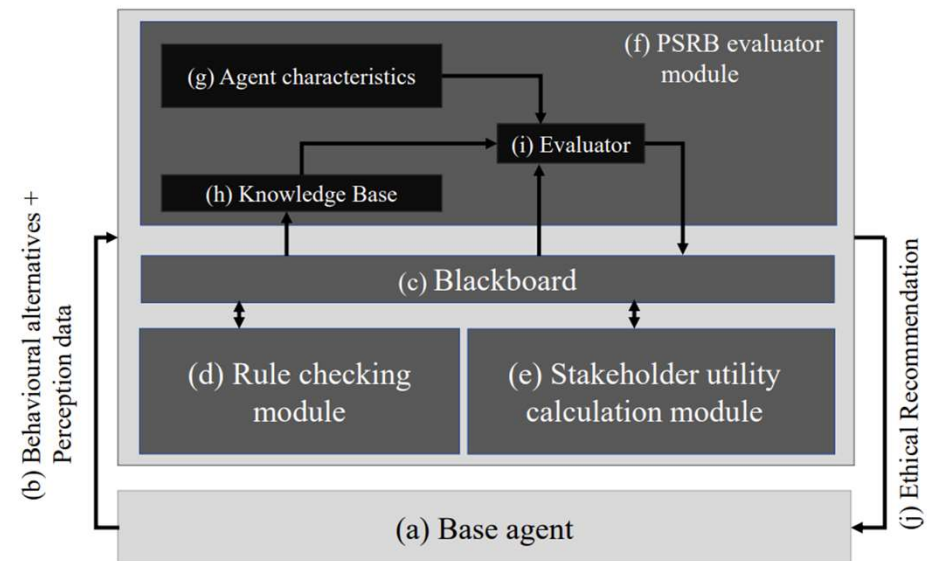 (f) PSRB evaluator
module
(g) Agent characteristics
(i) Evaluator
(h) Knowledge Base
(c) Blackboard
(d) Rule checking
module
(e) Stakeholder utility
calculation module
(b) Behavioural alternatives +
Perception data
(j) Ethical Recommendation
(a) Base agent